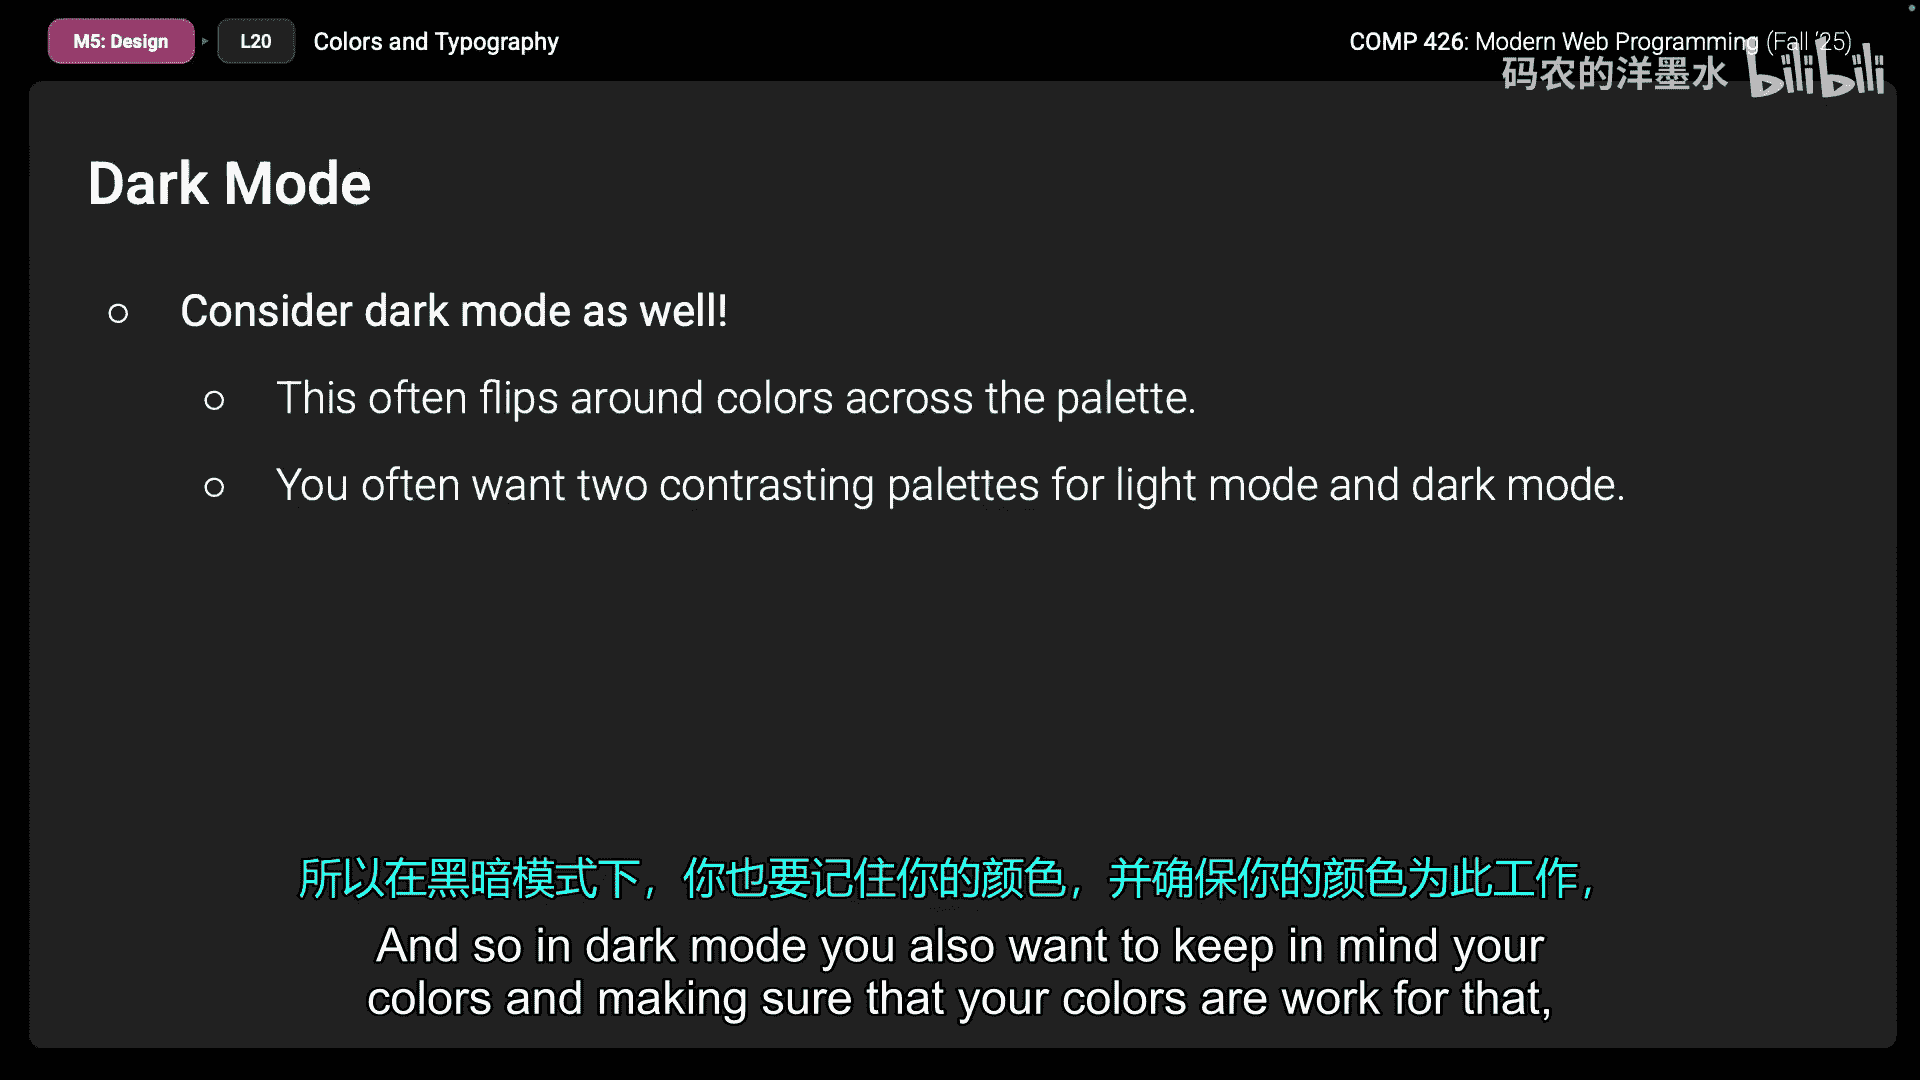 M5: Design
L20
Colors and Typography
COMP 426: Modern Web Programming (Fall ‘25)
码农的洋墨水 bilibili
Dark Mode
Consider dark mode as well!
This often flips around colors across the palette.
You often want two contrasting palettes for light mode and dark mode.
所以在黑暗模式下，你也要记住你的颜色，并确保你的颜色为此工作，
And so in dark mode you also want to keep in mind your
colors and making sure that your colors are work for that,